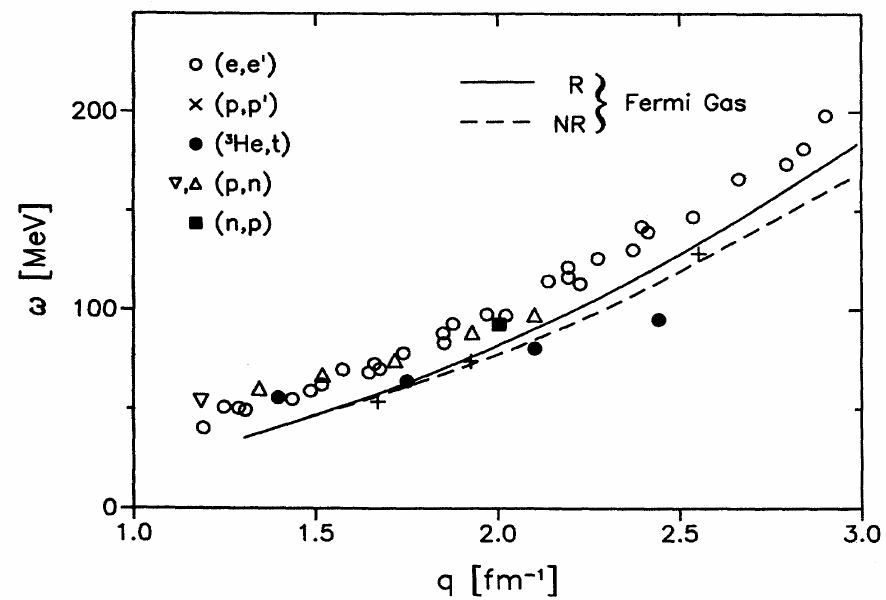 (e,e')
(p,p')
(³He,t)
(p,n)
(n,p)
R
NR
Fermi Gas
200
100
0
ω [MeV]
1.0
1.5
2.0
2.5
3.0
q [fm⁻¹]